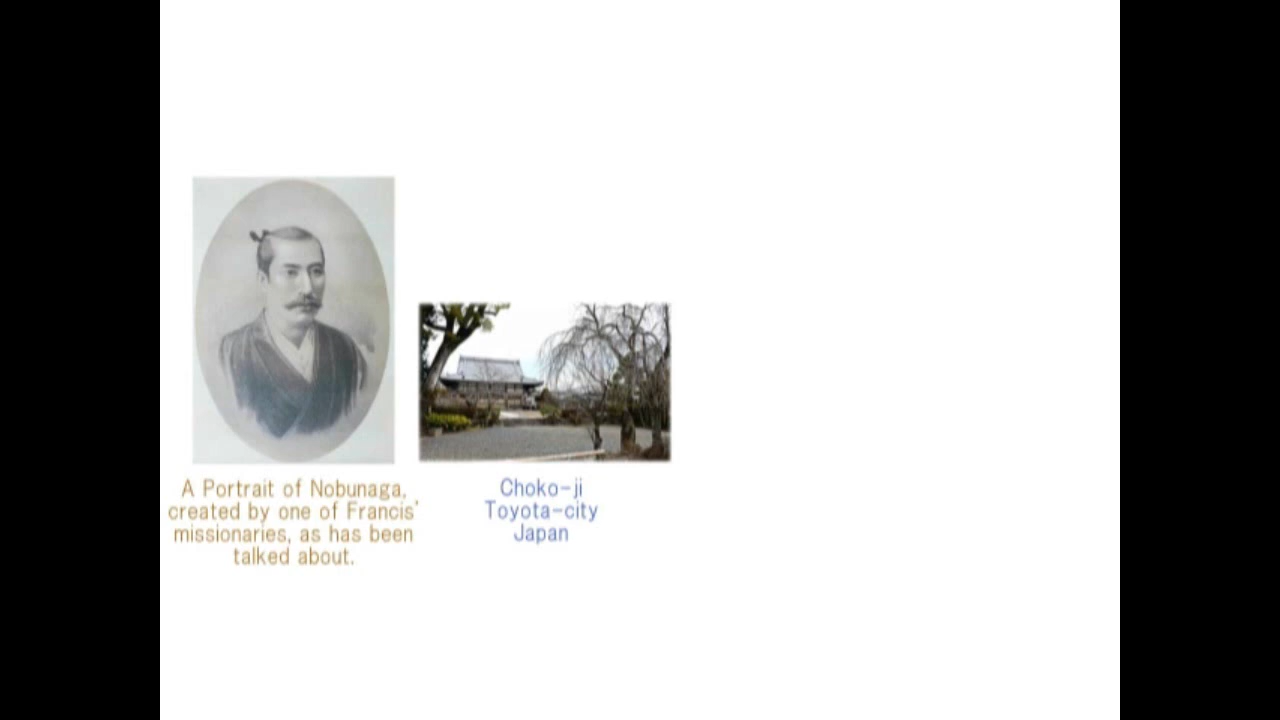 A Portrait of Nobunaga,
created by one of Francis'
missionaries, as has been
talked about.
Choko-ji
Toyota-city
Japan